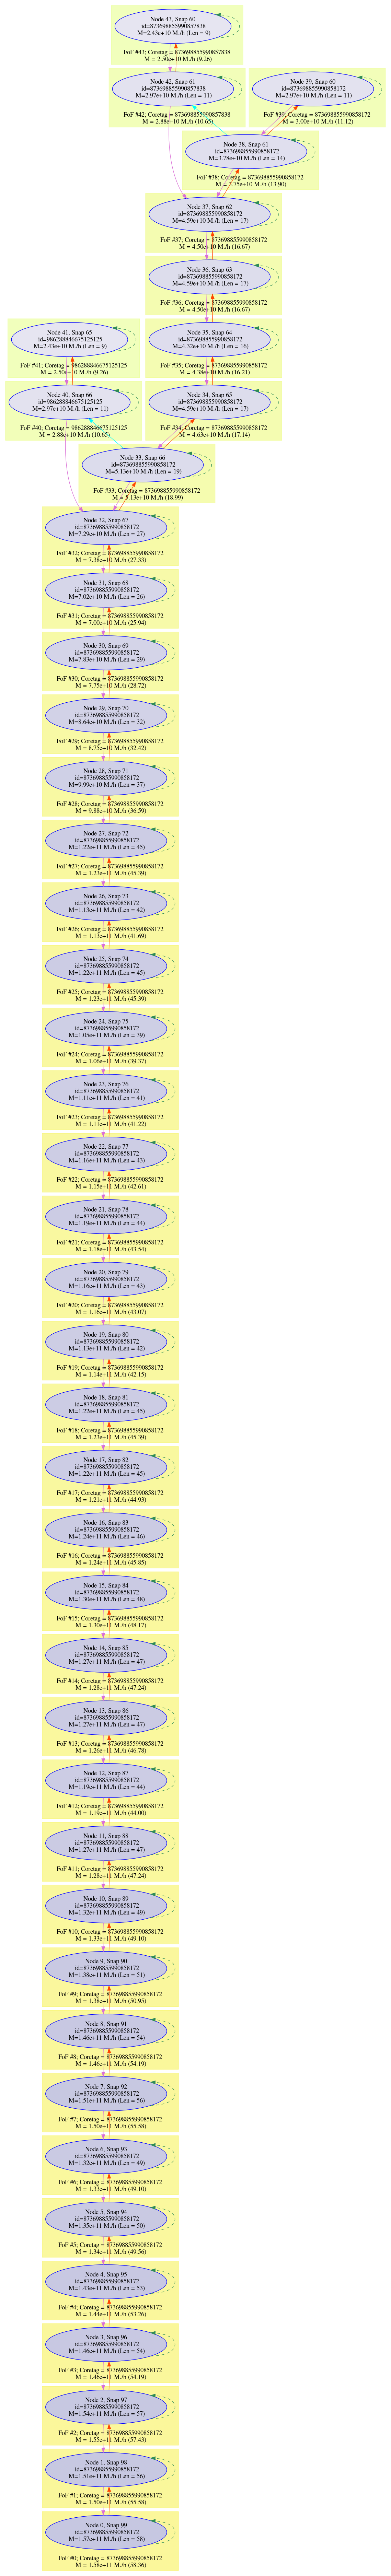 Node 43, Snap 60
id=873698855990857838
M=2.43e+10 M./h (Len = 9)
FoF #43; Coretag = 873698855990857838
M = 2.50e+10 M./h (9.26)
Node 42, Snap 61
id=873698855990857838
M=2.97e+10 M./h (Len = 11)
FoF #42; Coretag = 873698855990857838
M = 2.88e+10 M./h (10.65)
Node 39, Snap 60
id=873698855990858172
M=2.97e+10 M./h (Len = 11)
FoF #39; Coretag = 873698855990858172
M = 3.00e+10 M./h (11.12)
Node 38, Snap 61
id=873698855990858172
M=3.78e+10 M./h (Len = 14)
FoF #38; Coretag = 873698855990858172
M = 3.75e+10 M./h (13.90)
Node 37, Snap 62
id=873698855990858172
M=4.59e+10 M./h (Len = 17)
FoF #37; Coretag = 873698855990858172
M = 4.50e+10 M./h (16.67)
Node 36, Snap 63
id=873698855990858172
M=4.59e+10 M./h (Len = 17)
FoF #36; Coretag = 873698855990858172
M = 4.50e+10 M./h (16.67)
Node 41, Snap 65
id=986288846675125125
M=2.43e+10 M./h (Len = 9)
FoF #41; Coretag = 986288846675125125
M = 2.50e+10 M./h (9.26)
Node 35, Snap 64
id=873698855990858172
M=4.32e+10 M./h (Len = 16)
FoF #35; Coretag = 873698855990858172
M = 4.38e+10 M./h (16.21)
Node 40, Snap 66
id=986288846675125125
M=2.97e+10 M./h (Len = 11)
FoF #40; Coretag = 986288846675125125
M = 2.88e+10 M./h (10.65)
Node 34, Snap 65
id=873698855990858172
M=4.59e+10 M./h (Len = 17)
FoF #34; Coretag = 873698855990858172
M = 4.63e+10 M./h (17.14)
Node 33, Snap 66
id=873698855990858172
M=5.13e+10 M./h (Len = 19)
FoF #33; Coretag = 873698855990858172
M = 5.13e+10 M./h (18.99)
Node 32, Snap 67
id=873698855990858172
M=7.29e+10 M./h (Len = 27)
FoF #32; Coretag = 873698855990858172
M = 7.38e+10 M./h (27.33)
Node 31, Snap 68
id=873698855990858172
M=7.02e+10 M./h (Len = 26)
FoF #31; Coretag = 873698855990858172
M = 7.00e+10 M./h (25.94)
Node 30, Snap 69
id=873698855990858172
M=7.83e+10 M./h (Len = 29)
FoF #30; Coretag = 873698855990858172
M = 7.75e+10 M./h (28.72)
Node 29, Snap 70
id=873698855990858172
M=8.64e+10 M./h (Len = 32)
FoF #29; Coretag = 873698855990858172
M = 8.75e+10 M./h (32.42)
Node 28, Snap 71
id=873698855990858172
M=9.99e+10 M./h (Len = 37)
FoF #28; Coretag = 873698855990858172
M = 9.88e+10 M./h (36.59)
Node 27, Snap 72
id=873698855990858172
M=1.22e+11 M./h (Len = 45)
FoF #27; Coretag = 873698855990858172
M = 1.23e+11 M./h (45.39)
Node 26, Snap 73
id=873698855990858172
M=1.13e+11 M./h (Len = 42)
FoF #26; Coretag = 873698855990858172
M = 1.13e+11 M./h (41.69)
Node 25, Snap 74
id=873698855990858172
M=1.22e+11 M./h (Len = 45)
FoF #25; Coretag = 873698855990858172
M = 1.23e+11 M./h (45.39)
Node 24, Snap 75
id=873698855990858172
M=1.05e+11 M./h (Len = 39)
FoF #24; Coretag = 873698855990858172
M = 1.06e+11 M./h (39.37)
Node 23, Snap 76
id=873698855990858172
M=1.11e+11 M./h (Len = 41)
FoF #23; Coretag = 873698855990858172
M = 1.11e+11 M./h (41.22)
Node 22, Snap 77
id=873698855990858172
M=1.16e+11 M./h (Len = 43)
FoF #22; Coretag = 873698855990858172
M = 1.15e+11 M./h (42.61)
Node 21, Snap 78
id=873698855990858172
M=1.19e+11 M./h (Len = 44)
FoF #21; Coretag = 873698855990858172
M = 1.18e+11 M./h (43.54)
Node 20, Snap 79
id=873698855990858172
M=1.16e+11 M./h (Len = 43)
FoF #20; Coretag = 873698855990858172
M = 1.16e+11 M./h (43.07)
Node 19, Snap 80
id=873698855990858172
M=1.13e+11 M./h (Len = 42)
FoF #19; Coretag = 873698855990858172
M = 1.14e+11 M./h (42.15)
Node 18, Snap 81
id=873698855990858172
M=1.22e+11 M./h (Len = 45)
FoF #18; Coretag = 873698855990858172
M = 1.23e+11 M./h (45.39)
Node 17, Snap 82
id=873698855990858172
M=1.22e+11 M./h (Len = 45)
FoF #17; Coretag = 873698855990858172
M = 1.21e+11 M./h (44.93)
Node 16, Snap 83
id=873698855990858172
M=1.24e+11 M./h (Len = 46)
FoF #16; Coretag = 873698855990858172
M = 1.24e+11 M./h (45.85)
Node 15, Snap 84
id=873698855990858172
M=1.30e+11 M./h (Len = 48)
FoF #15; Coretag = 873698855990858172
M = 1.30e+11 M./h (48.17)
Node 14, Snap 85
id=873698855990858172
M=1.27e+11 M./h (Len = 47)
FoF #14; Coretag = 873698855990858172
M = 1.28e+11 M./h (47.24)
Node 13, Snap 86
id=873698855990858172
M=1.27e+11 M./h (Len = 47)
FoF #13; Coretag = 873698855990858172
M = 1.26e+11 M./h (46.78)
Node 12, Snap 87
id=873698855990858172
M=1.19e+11 M./h (Len = 44)
FoF #12; Coretag = 873698855990858172
M = 1.19e+11 M./h (44.00)
Node 11, Snap 88
id=873698855990858172
M=1.27e+11 M./h (Len = 47)
FoF #11; Coretag = 873698855990858172
M = 1.28e+11 M./h (47.24)
Node 10, Snap 89
id=873698855990858172
M=1.32e+11 M./h (Len = 49)
FoF #10; Coretag = 873698855990858172
M = 1.33e+11 M./h (49.10)
Node 9, Snap 90
id=873698855990858172
M=1.38e+11 M./h (Len = 51)
FoF #9; Coretag = 873698855990858172
M = 1.38e+11 M./h (50.95)
Node 8, Snap 91
id=873698855990858172
M=1.46e+11 M./h (Len = 54)
FoF #8; Coretag = 873698855990858172
M = 1.46e+11 M./h (54.19)
Node 7, Snap 92
id=873698855990858172
M=1.51e+11 M./h (Len = 56)
FoF #7; Coretag = 873698855990858172
M = 1.50e+11 M./h (55.58)
Node 6, Snap 93
id=873698855990858172
M=1.32e+11 M./h (Len = 49)
FoF #6; Coretag = 873698855990858172
M = 1.33e+11 M./h (49.10)
Node 5, Snap 94
id=873698855990858172
M=1.35e+11 M./h (Len = 50)
FoF #5; Coretag = 873698855990858172
M = 1.34e+11 M./h (49.56)
Node 4, Snap 95
id=873698855990858172
M=1.43e+11 M./h (Len = 53)
FoF #4; Coretag = 873698855990858172
M = 1.44e+11 M./h (53.26)
Node 3, Snap 96
id=873698855990858172
M=1.46e+11 M./h (Len = 54)
FoF #3; Coretag = 873698855990858172
M = 1.46e+11 M./h (54.19)
Node 2, Snap 97
id=873698855990858172
M=1.54e+11 M./h (Len = 57)
FoF #2; Coretag = 873698855990858172
M = 1.55e+11 M./h (57.43)
Node 1, Snap 98
id=873698855990858172
M=1.51e+11 M./h (Len = 56)
FoF #1; Coretag = 873698855990858172
M = 1.50e+11 M./h (55.58)
Node 0, Snap 99
id=873698855990858172
M=1.57e+11 M./h (Len = 58)
FoF #0; Coretag = 873698855990858172
M = 1.58e+11 M./h (58.36)